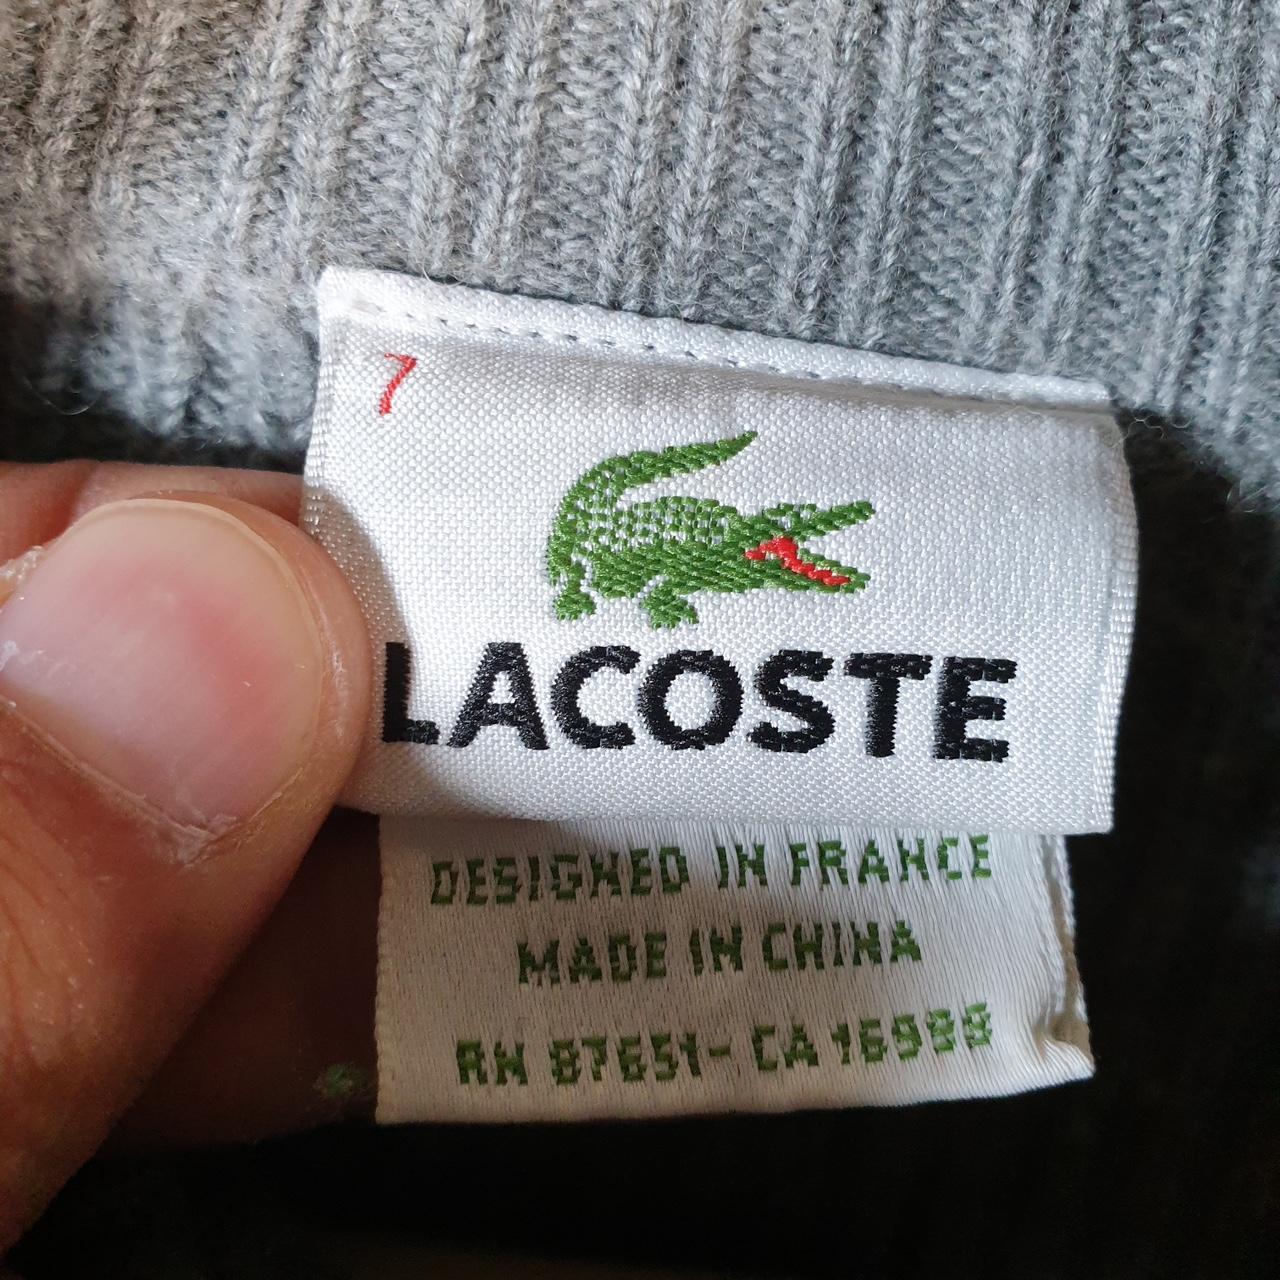 7
LACOSTE
DESIGNED IN FRANCE
MADE IN CHINA
RN 87651- CA 16988